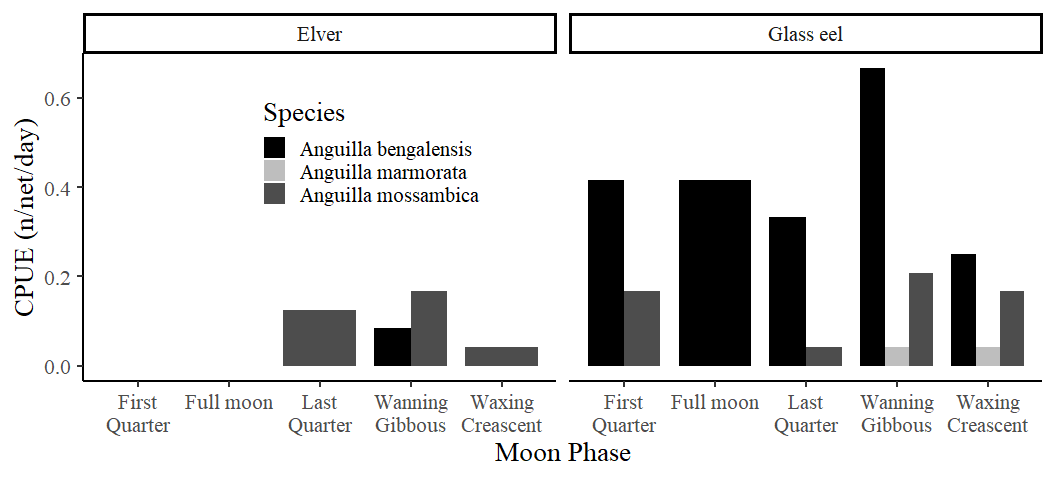 Elver
Glass eel
Species
Anguilla bengalensis
Anguilla marmorata
Anguilla mossambica
CPUE (n/net/day)
0.6
0.4
0.2
0.0
First
Quarter
Full moon
Last
Quarter
Wanning
Gibbous
Waxing
Creascent
First
Quarter
Full moon
Last
Quarter
Wanning
Gibbous
Waxing
Creascent
Moon Phase